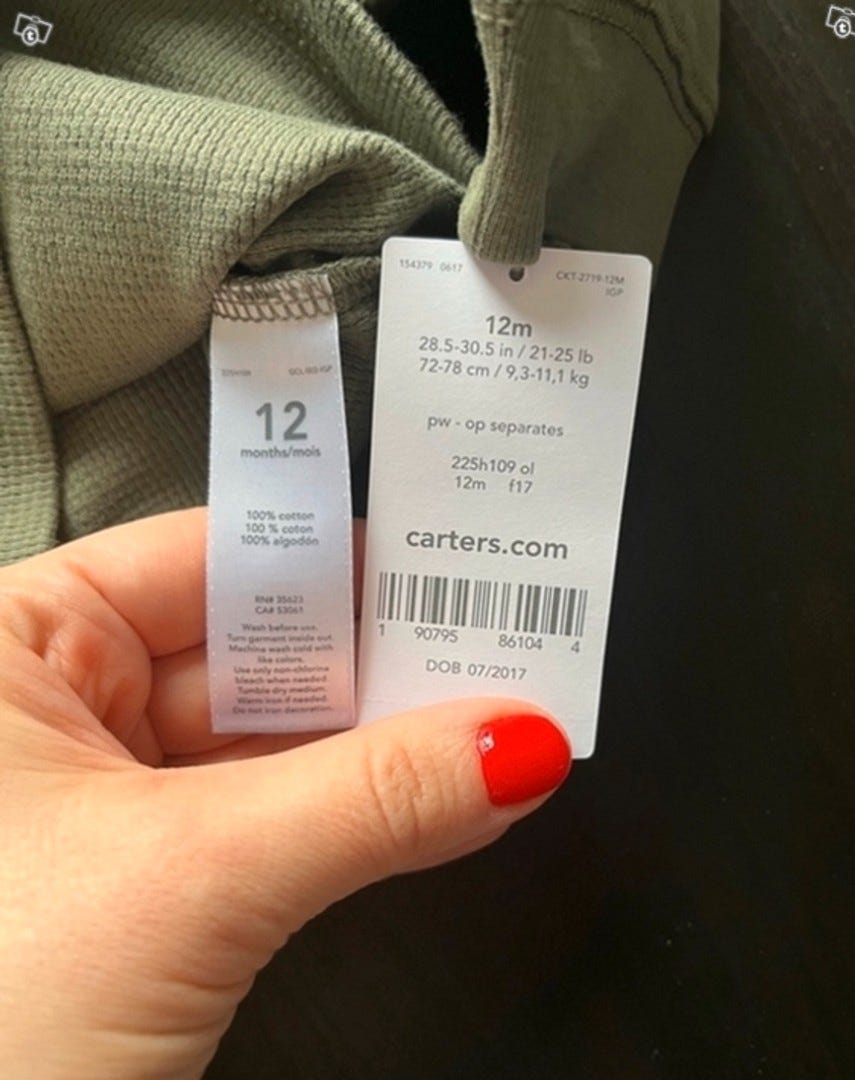 154379 0617
CKT-2719-12M
IGP
12m
28.5-30.5 in / 21-25 lb
72-78 cm / 9,3-11,1 kg
pw - op separates
225h109 ol
12m f17
carters.com
1 90795 86104 4
DOB 07/2017
12
months/mois
100% cotton
100 % coton
100% algodón
RN# 35623
CA# 53061
Wash before use.
Turn garment inside out.
Machine wash cold with
like colors.
Use only non-chlorine
bleach when needed.
Tumble dry medium.
Warm iron if needed.
Do not iron decoration.